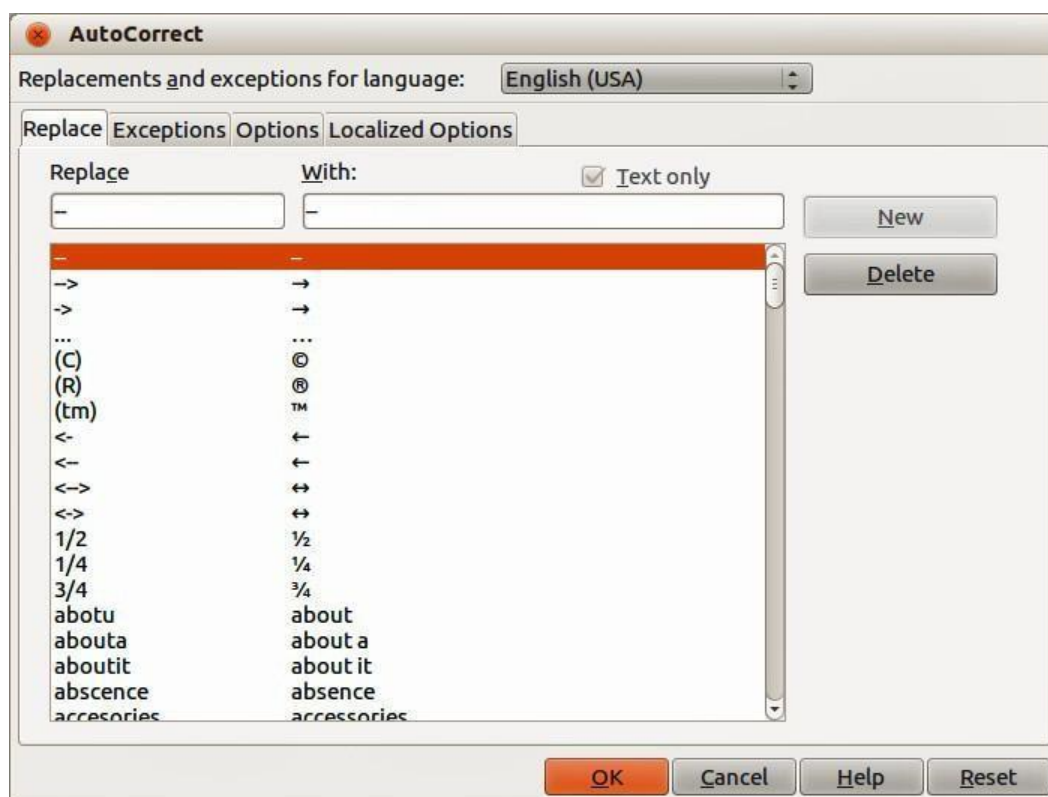 AutoCorrect
Replacements and exceptions for language: English (USA)
Replace Exceptions Options Localized Options
Replace With: Text only
– –
New
– –
Delete
–> →
-> →
... …
(C) ©
(R) ®
(tm) ™
<- ←
<– ←
<–> ↔
<-> ↔
1/2 ½
1/4 ¼
3/4 ¾
abotu about
abouta about a
aboutit about it
abscence absence
accesories accessories
OK Cancel Help Reset